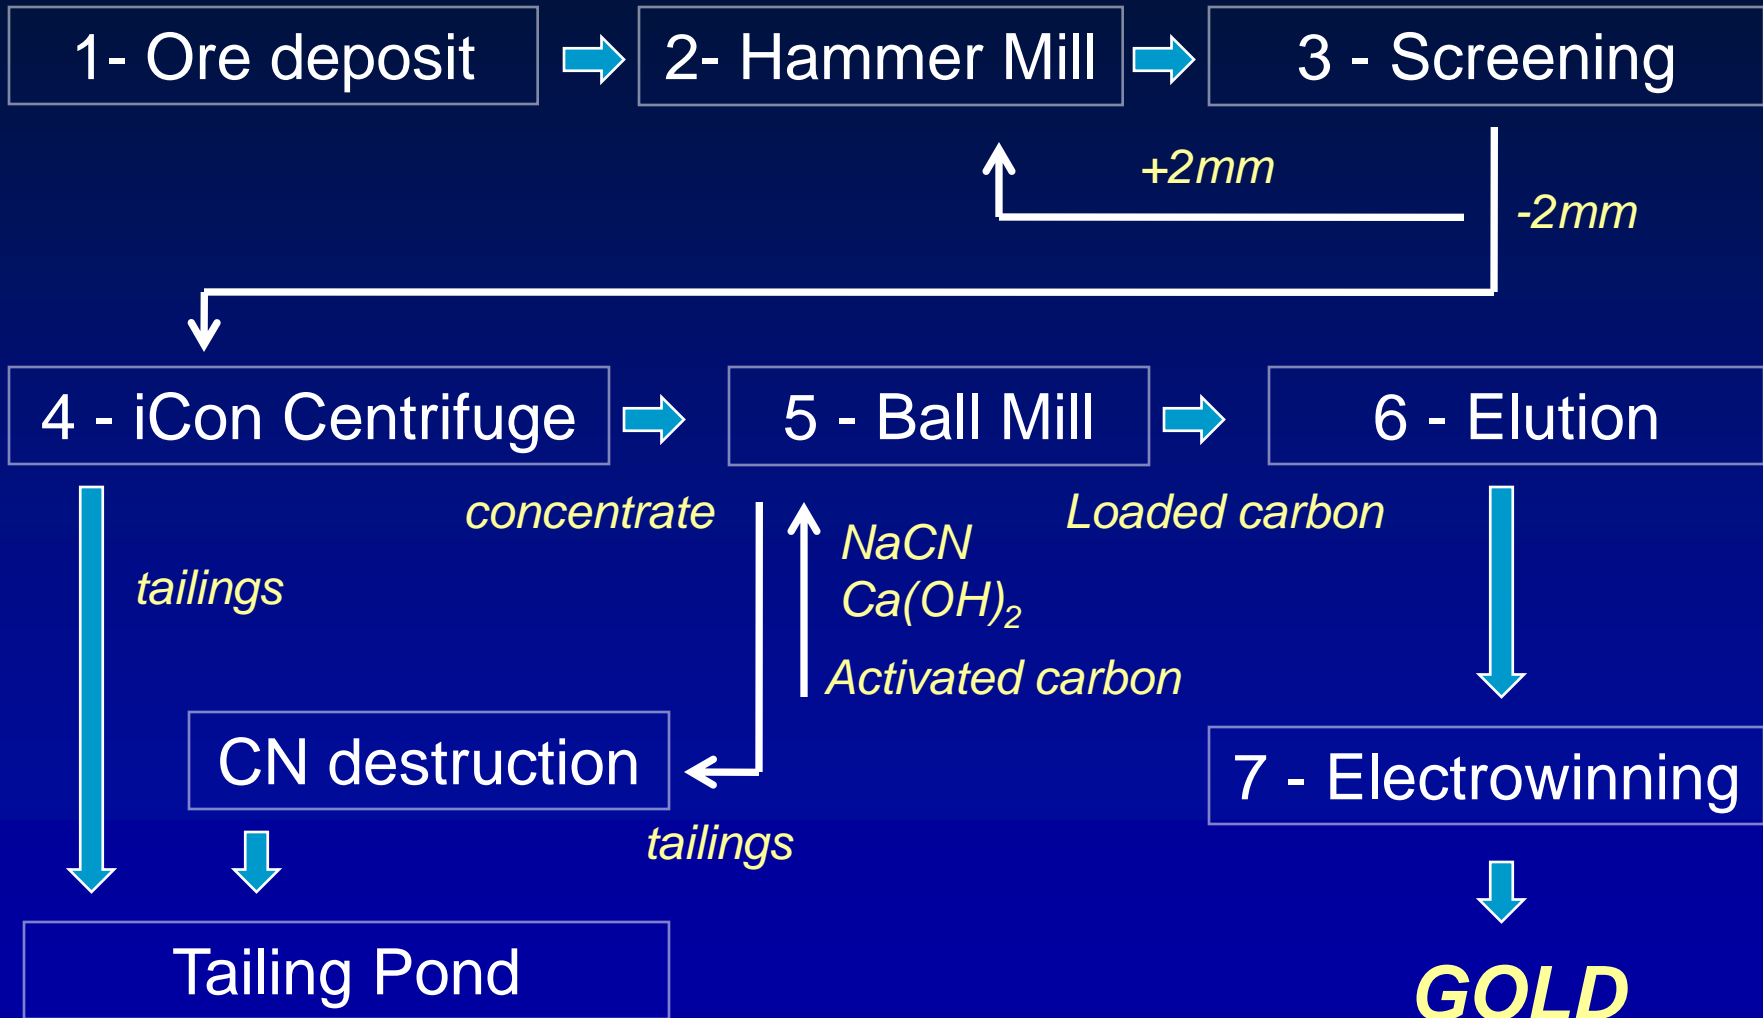 1- Ore deposit
2- Hammer Mill
3 - Screening
+2mm
-2mm
4 - iCon Centrifuge
5 - Ball Mill
6 - Elution
concentrate
Loaded carbon
NaCN
tailings
Ca(OH)₂
Activated carbon
CN destruction
7 - Electrowinning
tailings
Tailing Pond
GOLD